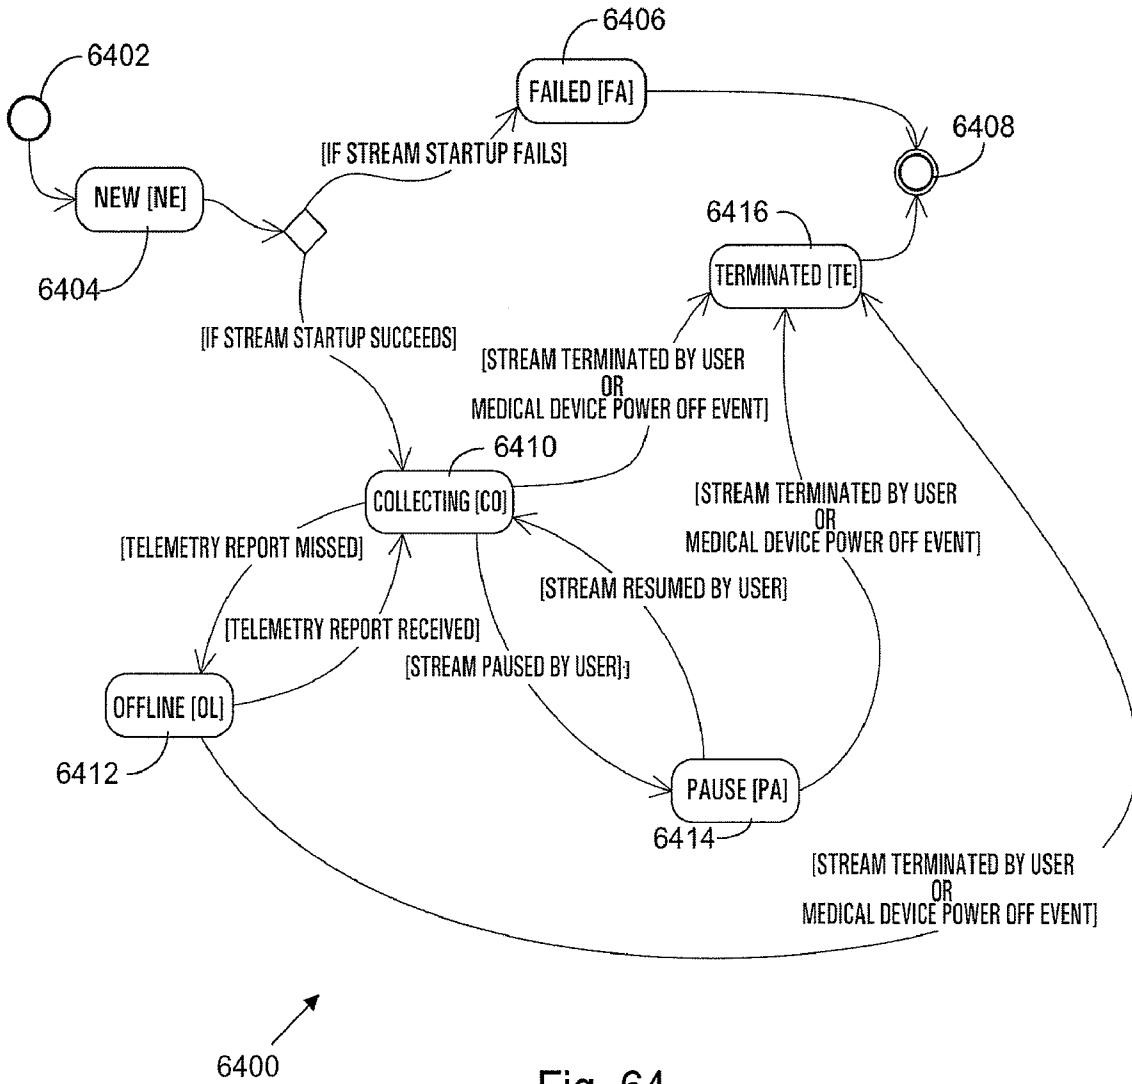 6406
6402
FAILED [FA]
6408
[IF STREAM STARTUP FAILS]
NEW [NE]
6416
6404
TERMINATED [TE]
[IF STREAM STARTUP SUCCEEDS]
[STREAM TERMINATED BY USER
OR
MEDICAL DEVICE POWER OFF EVENT]
6410
COLLECTING [CO]
[STREAM TERMINATED BY USER
OR
MEDICAL DEVICE POWER OFF EVENT]
[TELEMETRY REPORT MISSED]
[STREAM RESUMED BY USER]
[TELEMETRY REPORT RECEIVED]
[STREAM PAUSED BY USER];]
OFFLINE [OL]
6412
PAUSE [PA]
6414
[STREAM TERMINATED BY USER
OR
MEDICAL DEVICE POWER OFF EVENT]
6400
Fig. 64